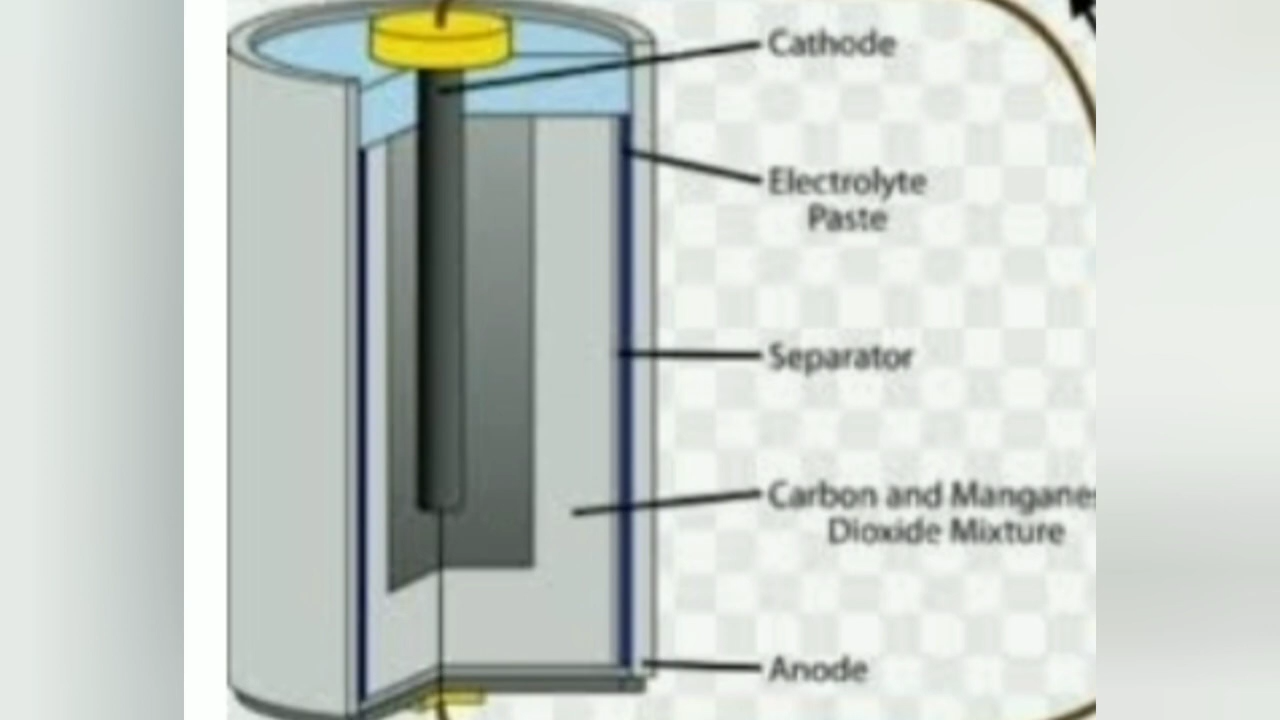 Cathode
Electrolyte
Paste
Separator
Carbon and Mangane
Dioxide Mixture
Anode